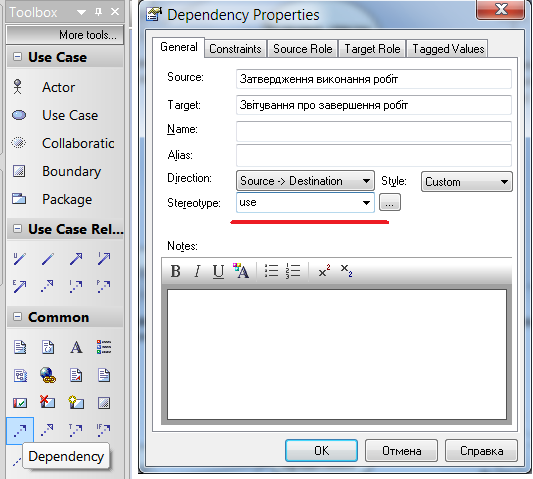 Toolbox
More tools...
Use Case
Actor
Use Case
Collaboratic
Boundary
Package
Use Case Rel...
Common
Dependency
Dependency Properties
General
Constraints
Source Role
Target Role
Tagged Values
Source:
Затвердження виконання робіт
Target:
Звітування про завершення робіт
Name:
Alias:
Direction:
Source -> Destination
Style:
Custom
Stereotype:
use
...
Notes:
B I U A x² x₂
OK
Отмена
Справка